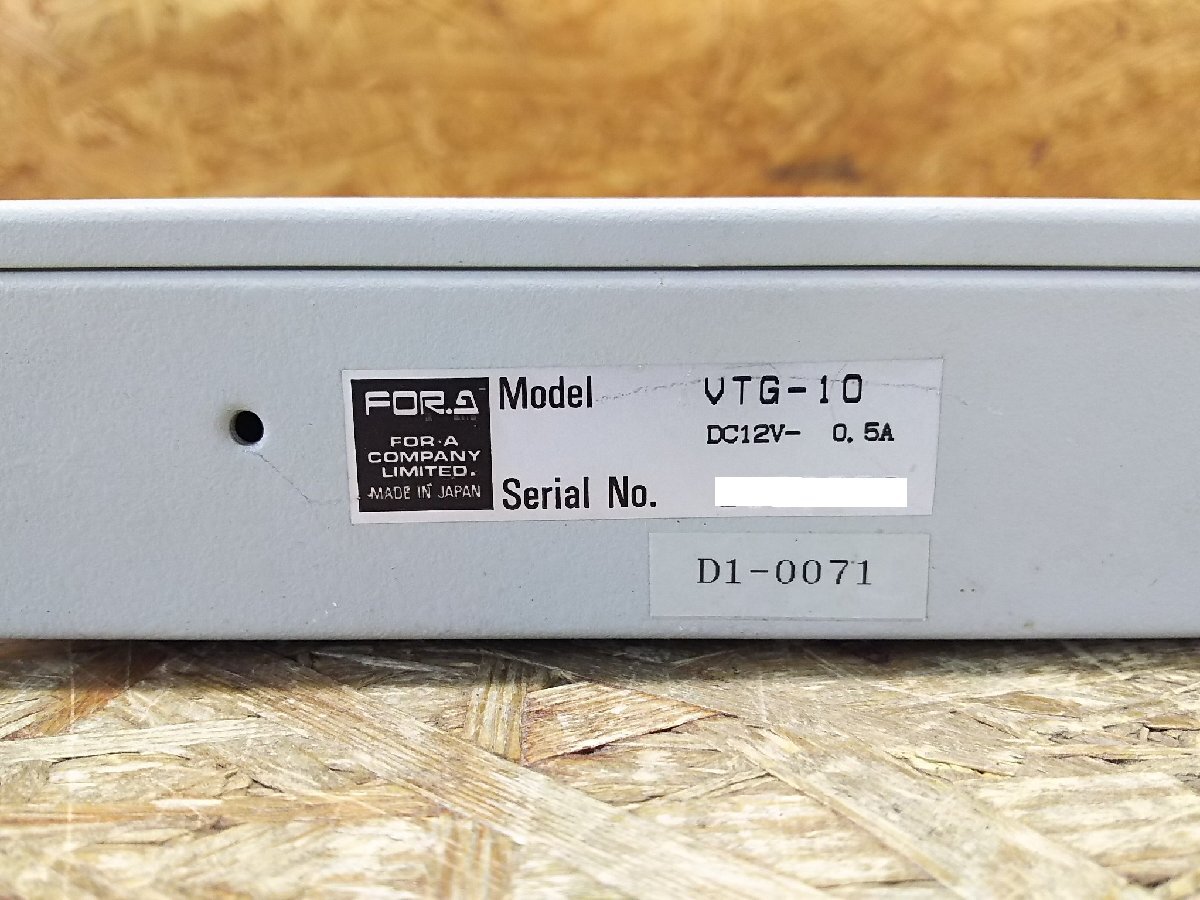 FOR.A
FOR·A
COMPANY
LIMITED.
MADE IN JAPAN
Model VTG-10
DC12V- 0.5A
Serial No.
D1-0071